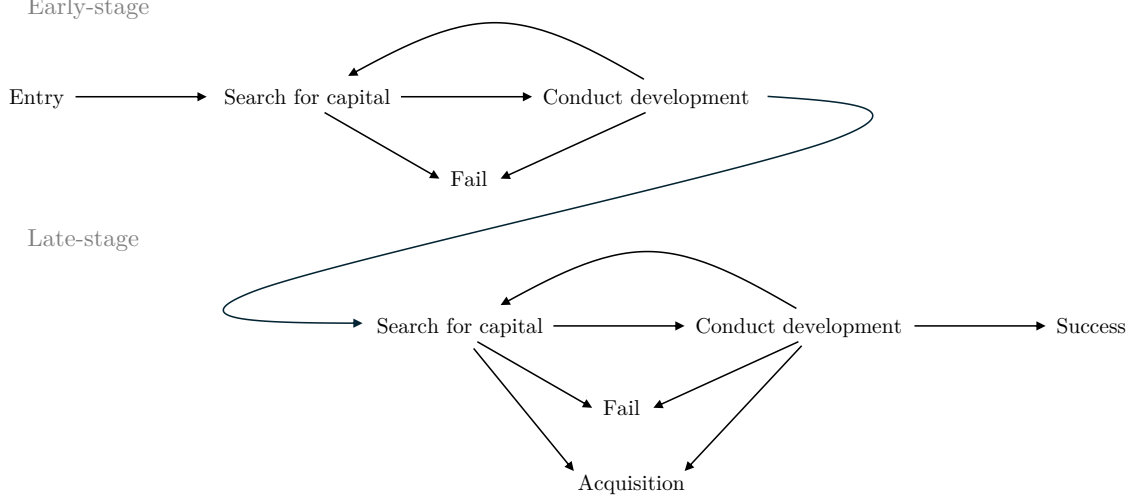 Early-stage
Entry
Search for capital
Conduct development
Fail
Late-stage
Search for capital
Conduct development
Success
Fail
Acquisition